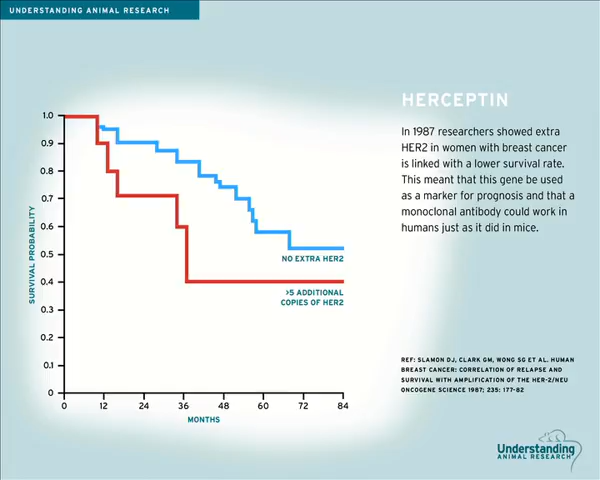 UNDERSTANDING ANIMAL RESEARCH
HERCEPTIN
In 1987 researchers showed extra
HER2 in women with breast cancer
is linked with a lower survival rate.
This meant that this gene be used
as a marker for prognosis and that a
monoclonal antibody could work in
humans just as it did in mice.
SURVIVAL PROBABILITY
1.0
0.9
0.8
0.7
0.6
0.5
0.4
0.3
0.2
0.1
0
NO EXTRA HER2
>5 ADDITIONAL
COPIES OF HER2
0 12 24 36 48 60 72 84
MONTHS
REF: SLAMON DJ, CLARK GM, WONG SG ET AL. HUMAN
BREAST CANCER: CORRELATION OF RELAPSE AND
SURVIVAL WITH AMPLIFICATION OF THE HER-2/NEU
ONCOGENE SCIENCE 1987; 235: 177-82
Understanding
ANIMAL RESEARCH